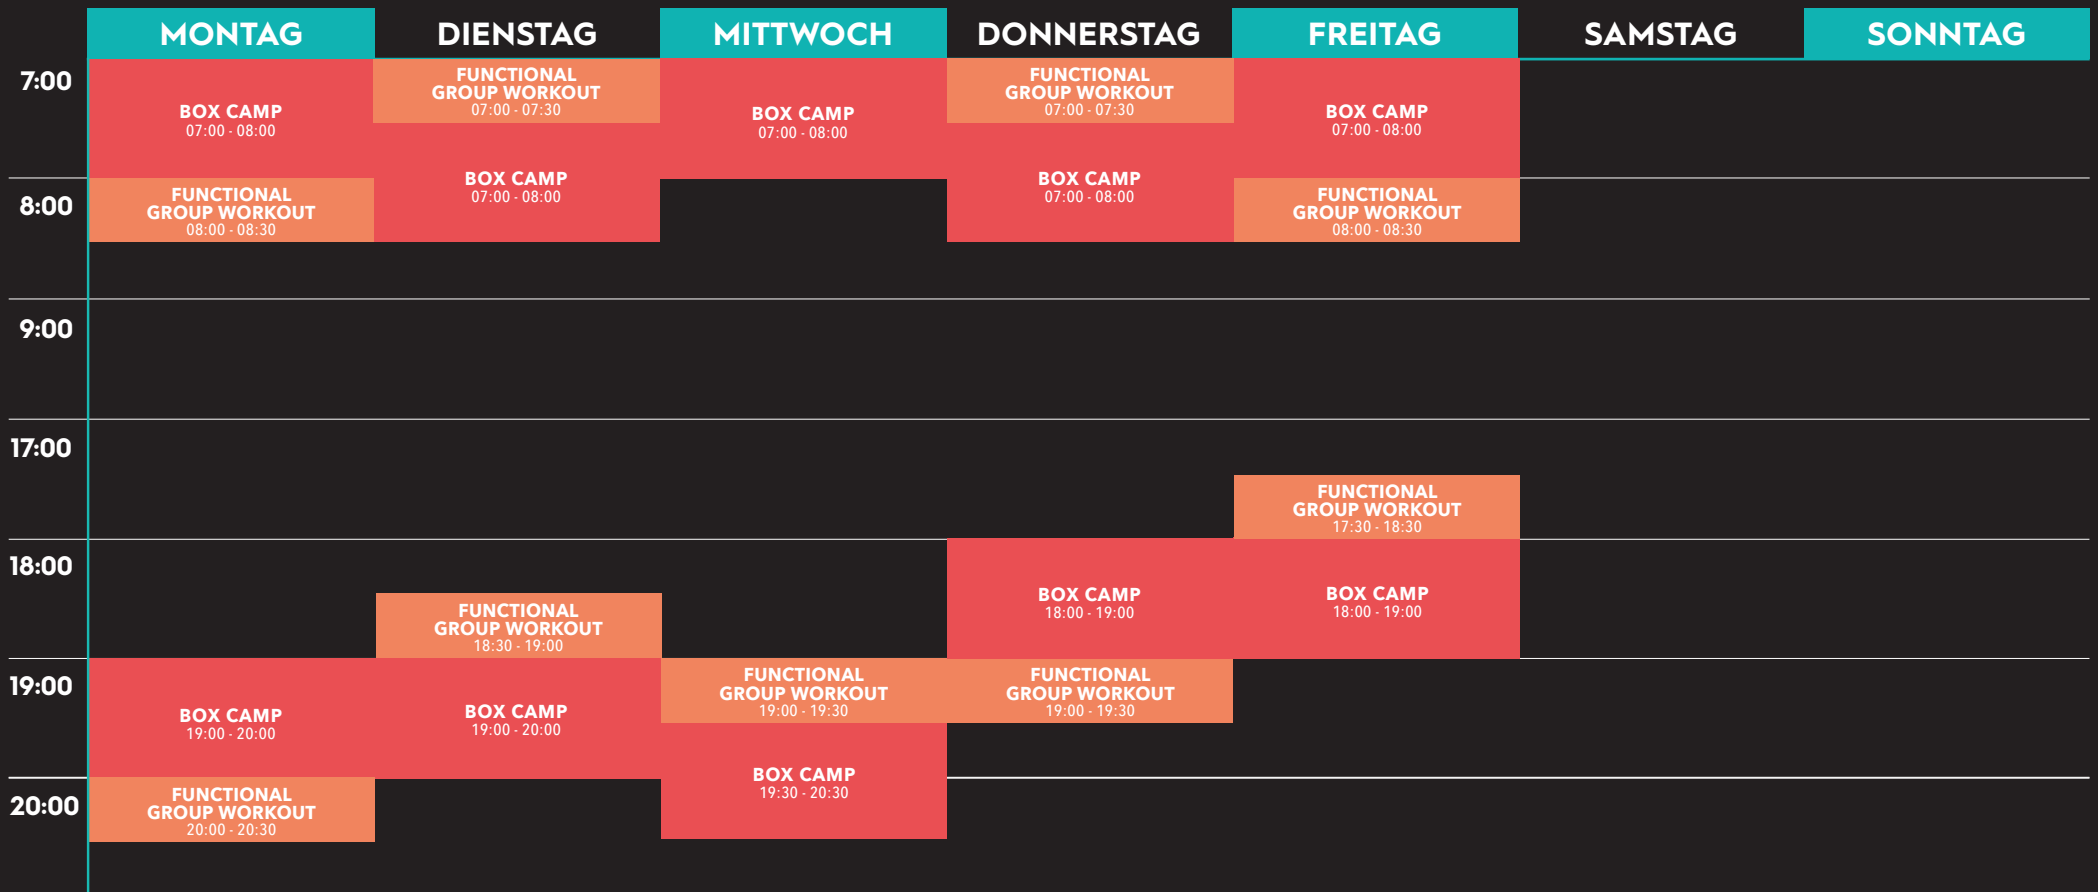 MONTAG DIENSTAG MITTWOCH DONNERSTAG FREITAG SAMSTAG SONNTAG
7:00
BOX CAMP
07:00 - 08:00
FUNCTIONAL
GROUP WORKOUT
07:00 - 07:30
BOX CAMP
07:00 - 08:00
BOX CAMP
07:00 - 08:00
FUNCTIONAL
GROUP WORKOUT
07:00 - 07:30
BOX CAMP
07:00 - 08:00
BOX CAMP
07:00 - 08:00
8:00
FUNCTIONAL
GROUP WORKOUT
08:00 - 08:30
FUNCTIONAL
GROUP WORKOUT
08:00 - 08:30
9:00
17:00
FUNCTIONAL
GROUP WORKOUT
17:30 - 18:30
18:00
FUNCTIONAL
GROUP WORKOUT
18:30 - 19:00
BOX CAMP
18:00 - 19:00
BOX CAMP
18:00 - 19:00
19:00
BOX CAMP
19:00 - 20:00
BOX CAMP
19:00 - 20:00
FUNCTIONAL
GROUP WORKOUT
19:00 - 19:30
BOX CAMP
19:30 - 20:30
FUNCTIONAL
GROUP WORKOUT
19:00 - 19:30
20:00
FUNCTIONAL
GROUP WORKOUT
20:00 - 20:30